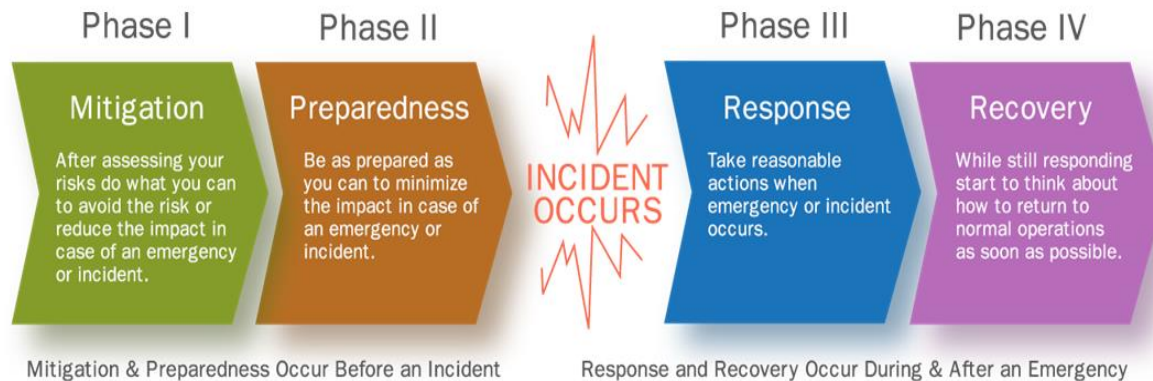 Phase I
Phase II
Phase III
Phase IV
Mitigation
After assessing your
risks do what you can
to avoid the risk or
reduce the impact in
case of an emergency
or incident.
Preparedness
Be as prepared as
you can to minimize
the impact in case of
an emergency or
incident.
INCIDENT
OCCURS
Response
Take reasonable
actions when
emergency or incident
occurs.
Recovery
While still responding
start to think about
how to return to
normal operations
as soon as possible.
Mitigation & Preparedness Occur Before an Incident
Response and Recovery Occur During & After an Emergency